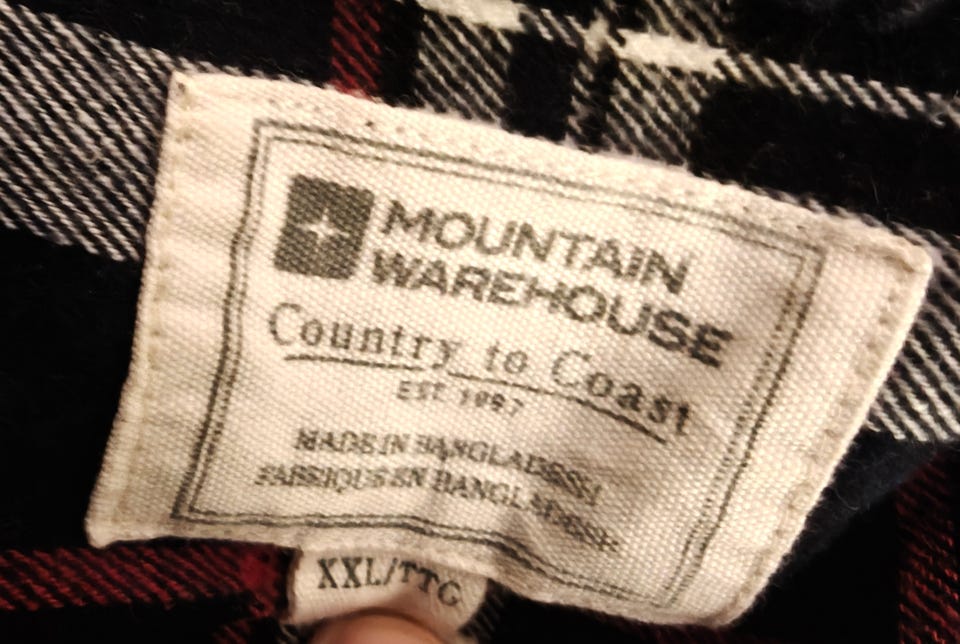 MOUNTAIN
WAREHOUSE
Country to Coast
EST 1997
MADE IN BANGLADESH
FABRIQUE EN BANGLADESH
XXL/TTG